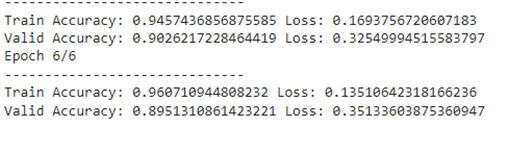 ------------------------------
Train Accuracy: 0.9457436856875585 Loss: 0.1693756720607183
Valid Accuracy: 0.9026217228464419 Loss: 0.32549994515583797
Epoch 6/6
------------------------------
Train Accuracy: 0.960710944808232 Loss: 0.13510642318166236
Valid Accuracy: 0.8951310861423221 Loss: 0.35133603875360947